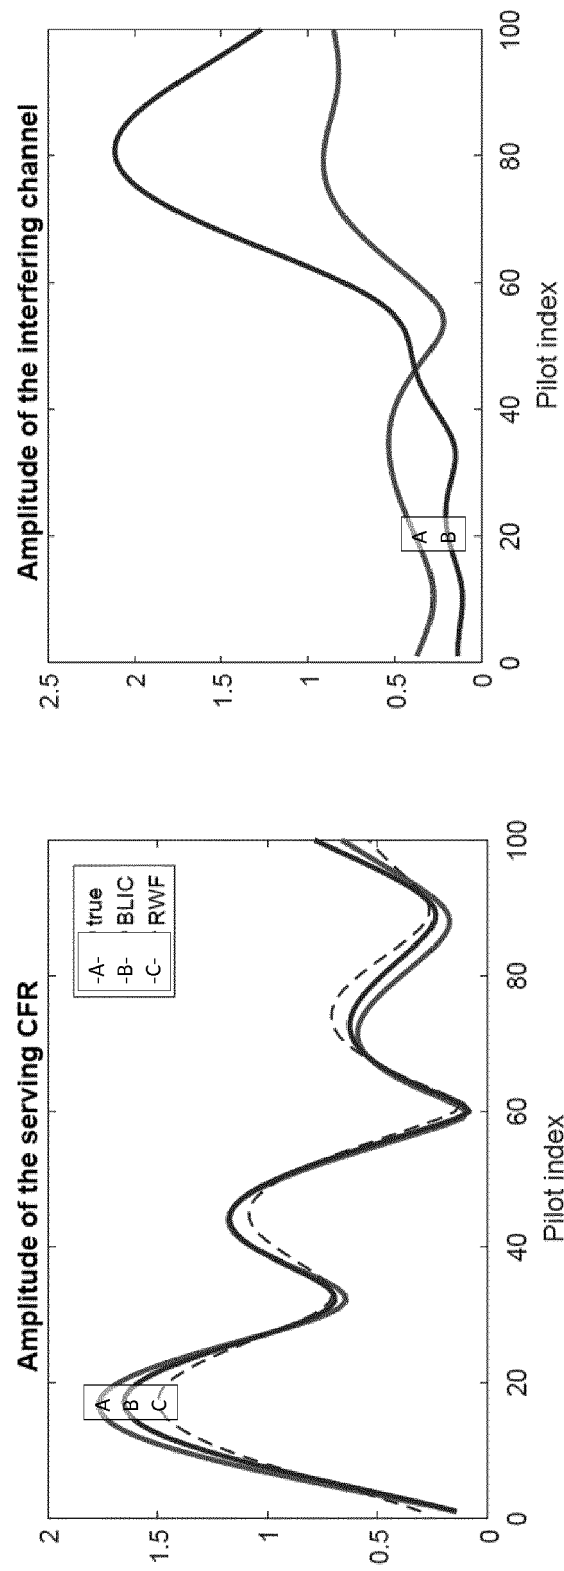 Amplitude of the serving CFR
2
1.5
1
0.5
0
0
20
40
60
80
100
Pilot index
A
B
C
-A- true
-B- BLIC
-C- RWF
Amplitude of the interfering channel
2.5
2
1.5
1
0.5
0
0
20
40
60
80
100
Pilot index
A
B